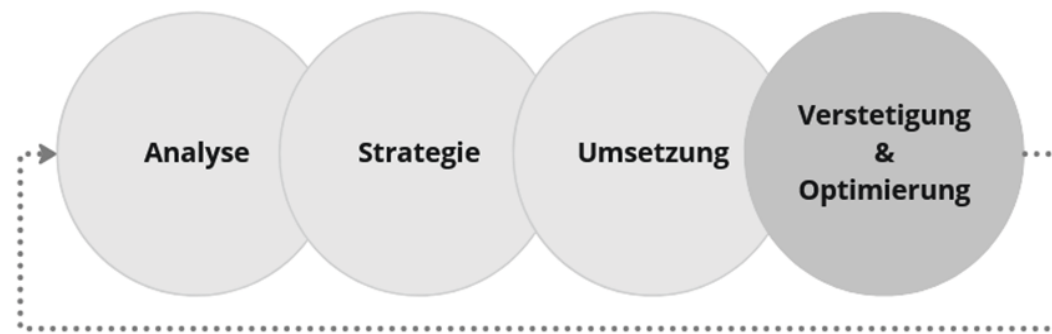 Analyse
Strategie
Umsetzung
Verstetigung
&
Optimierung